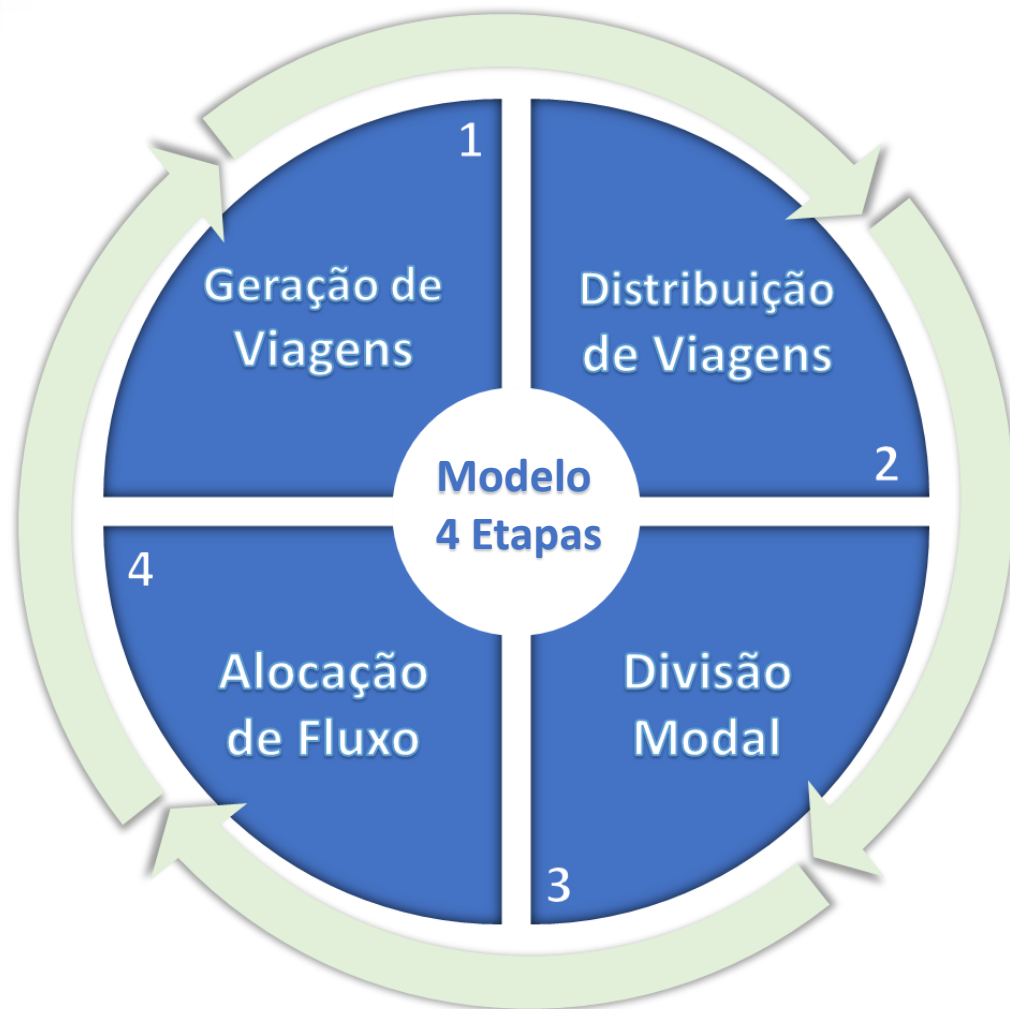 1
Geração de
Viagens
Distribuição
de Viagens
2
Modelo
4 Etapas
4
Alocação
de Fluxo
Divisão
Modal
3